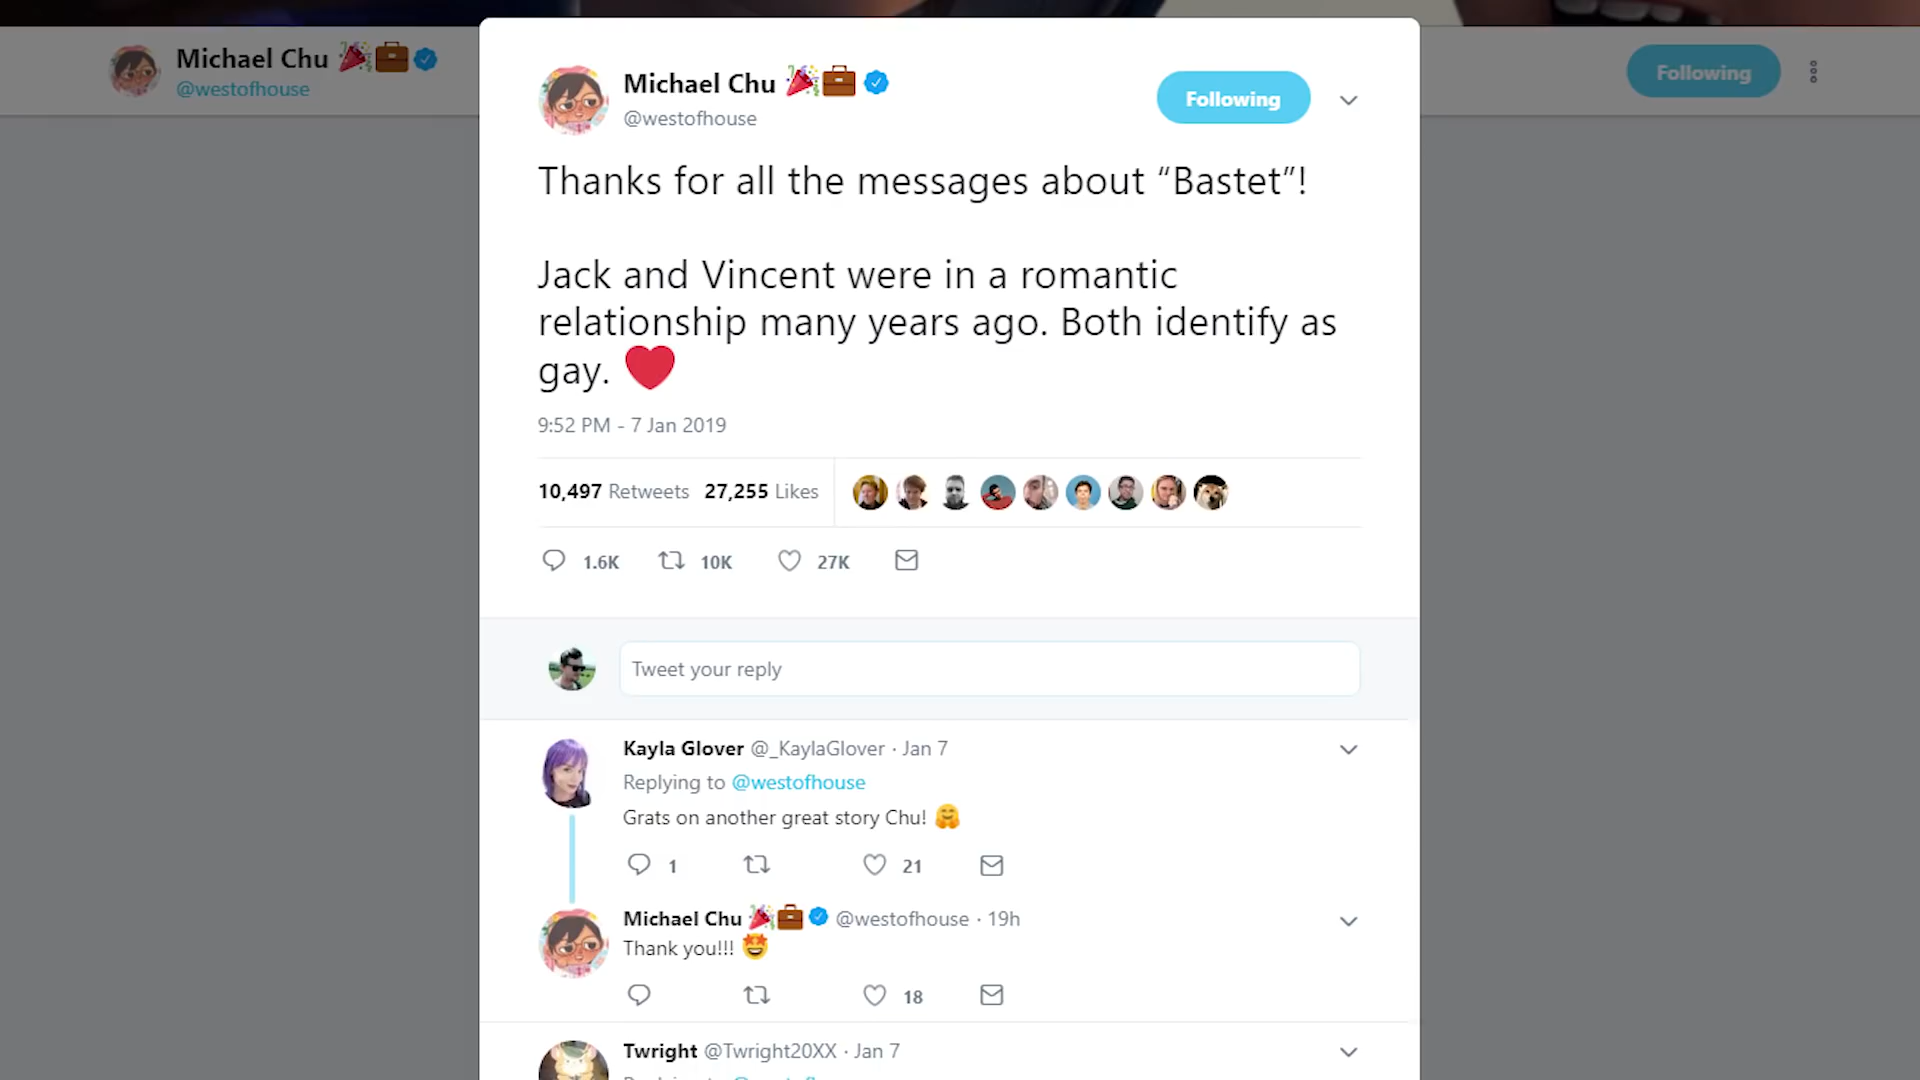 Michael Chu
@westofhouse
Following
Michael Chu
@westofhouse
Following
Thanks for all the messages about “Bastet”!
Jack and Vincent were in a romantic
relationship many years ago. Both identify as
gay.
9:52 PM - 7 Jan 2019
10,497 Retweets 27,255 Likes
1.6K 10K 27K
Tweet your reply
Kayla Glover @_KaylaGlover · Jan 7
Replying to @westofhouse
Grats on another great story Chu!
1 21
Michael Chu @westofhouse · 19h
Thank you!!!
18
Twright @Twright20XX · Jan 7